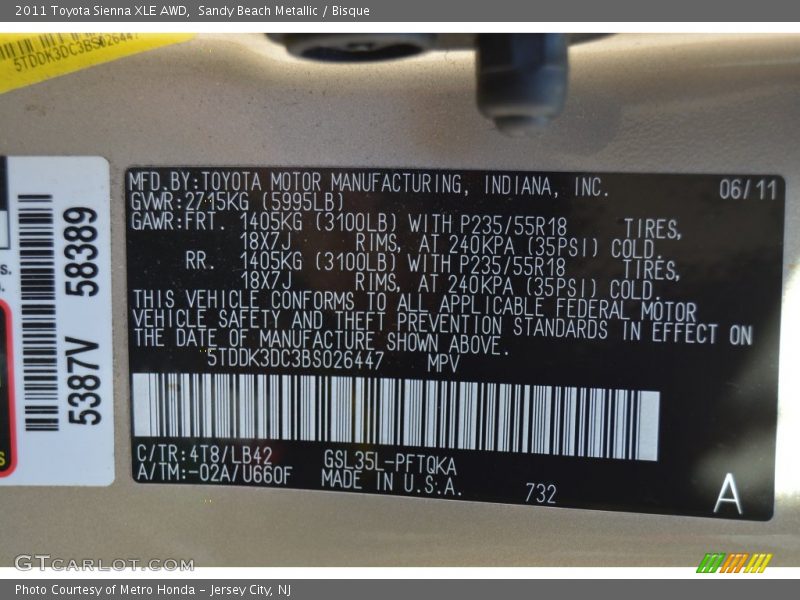 2011 Toyota Sienna XLE AWD,  Sandy Beach Metallic / Bisque
5TDDK3DC3BS026447
58389
5387V
MFD.BY:TOYOTA MOTOR MANUFACTURING, INDIANA, INC. 06/11
GVWR:2715KG (5995LB)
GAWR:FRT. 1405KG (3100LB) WITH P235/55R18 TIRES,
18X7J RIMS, AT 240KPA (35PSI) COLD.
RR. 1405KG (3100LB) WITH P235/55R18 TIRES,
18X7J RIMS, AT 240KPA (35PSI) COLD.
THIS VEHICLE CONFORMS TO ALL APPLICABLE FEDERAL MOTOR
VEHICLE SAFETY AND THEFT PREVENTION STANDARDS IN EFFECT ON
THE DATE OF MANUFACTURE SHOWN ABOVE.
5TDDK3DC3BS026447 MPV
C/TR:4T8/LB42 GSL35L-PFTQKA
A/TM:-02A/U660F MADE IN U.S.A. 732 A
GTCARLOT.COM
Photo Courtesy of Metro Honda - Jersey City, NJ